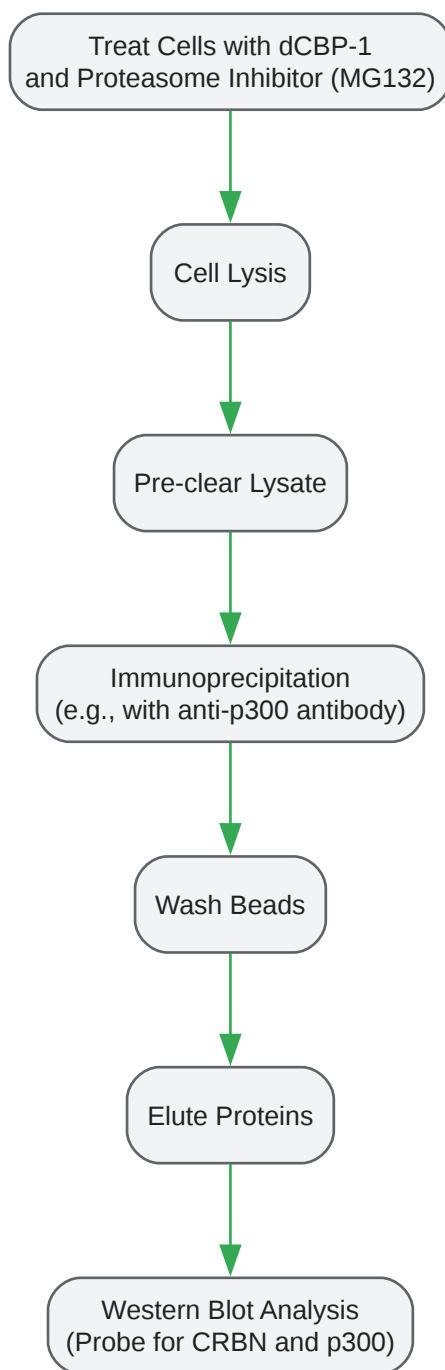 Treat Cells with dCBP-1
and Proteasome Inhibitor (MG132)
Cell Lysis
Pre-clear Lysate
Immunoprecipitation
(e.g., with anti-p300 antibody)
Wash Beads
Elute Proteins
Western Blot Analysis
(Probe for CRBN and p300)